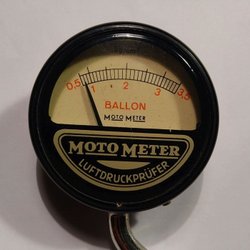 0,5 1 2 3 3,5
BALLON
MOTO METER
MOTO METER
LUFTDRUCKPRÜFER